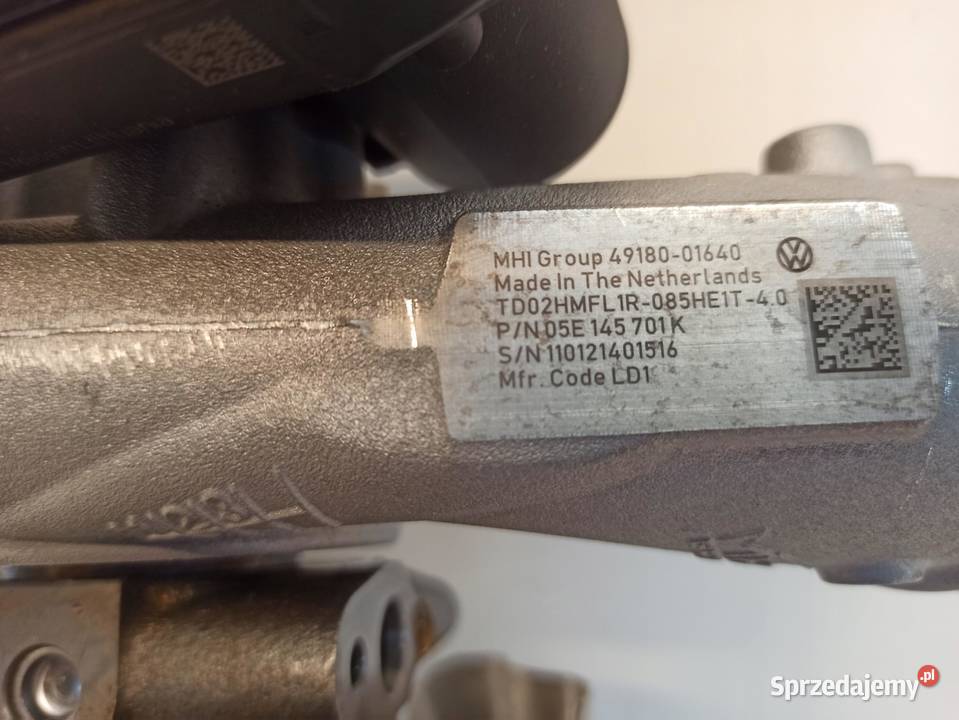 MHI Group 49180-01640
Made In The Netherlands
TD02HMFL1R-085HE1T-4.0
P/N 05E 145 701 K
S/N 110121401516
Mfr. Code LD1
Sprzedajemy.pl